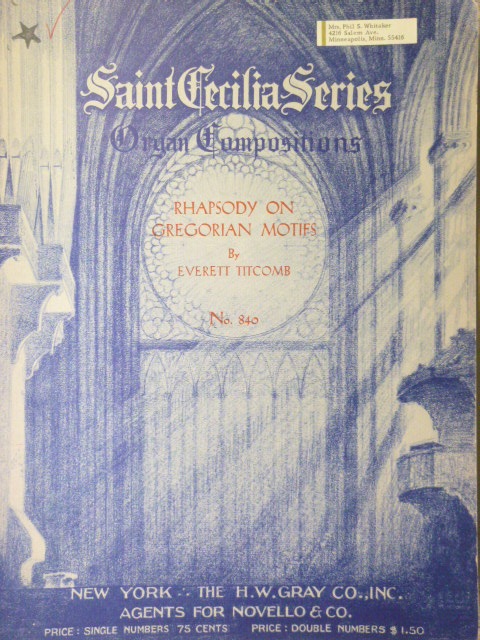 Mrs. Phil S. Whitaker
4216 Salem Ave.
Minneapolis, Minn. 55416
Saint Cecilia Series
Organ Compositions
RHAPSODY ON
GREGORIAN MOTIFS
By
EVERETT TITCOMB
No. 840
NEW YORK ∴ THE H.W. GRAY CO., INC.
AGENTS FOR NOVELLO & CO.
PRICE: SINGLE NUMBERS 75 CENTS PRICE: DOUBLE NUMBERS $1.50